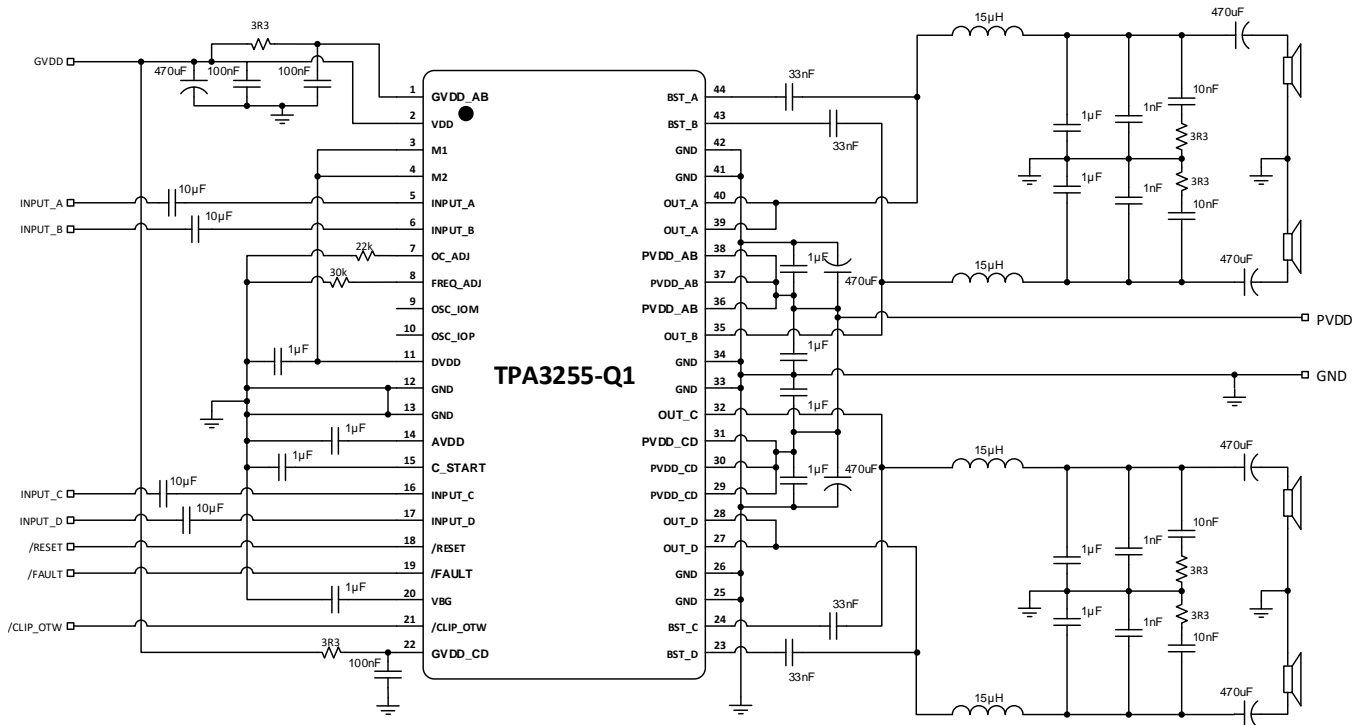 3R3
GVDD
470uF
100nF
100nF
1
GVDD_AB
2
VDD
3
M1
4
M2
10µF
INPUT_A
5
INPUT_A
10µF
INPUT_B
6
INPUT_B
22k
7
OC_ADJ
30k
8
FREQ_ADJ
9
OSC_IOM
10
OSC_IOP
1µF
11
DVDD
12
GND
13
GND
1µF
14
AVDD
1µF
15
C_START
10µF
INPUT_C
16
INPUT_C
10µF
INPUT_D
17
INPUT_D
/RESET
18
/RESET
/FAULT
19
/FAULT
1µF
20
VBG
/CLIP_OTW
21
/CLIP_OTW
3R3
22
GVDD_CD
100nF
TPA3255-Q1
BST_A
44
33nF
BST_B
43
33nF
GND
42
GND
41
OUT_A
40
OUT_A
39
PVDD_AB
38
PVDD_AB
37
PVDD_AB
36
OUT_B
35
GND
34
GND
33
OUT_C
32
PVDD_CD
31
PVDD_CD
30
PVDD_CD
29
OUT_D
28
OUT_D
27
GND
26
GND
25
BST_C
24
33nF
BST_D
23
33nF
1µF
470uF
1µF
1µF
1µF
470uF
15µH
470uF
1µF
1nF
10nF
3R3
1µF
1nF
3R3
10nF
15µH
470uF
PVDD
GND
15µH
470uF
1µF
1nF
10nF
3R3
1µF
1nF
3R3
10nF
15µH
470uF